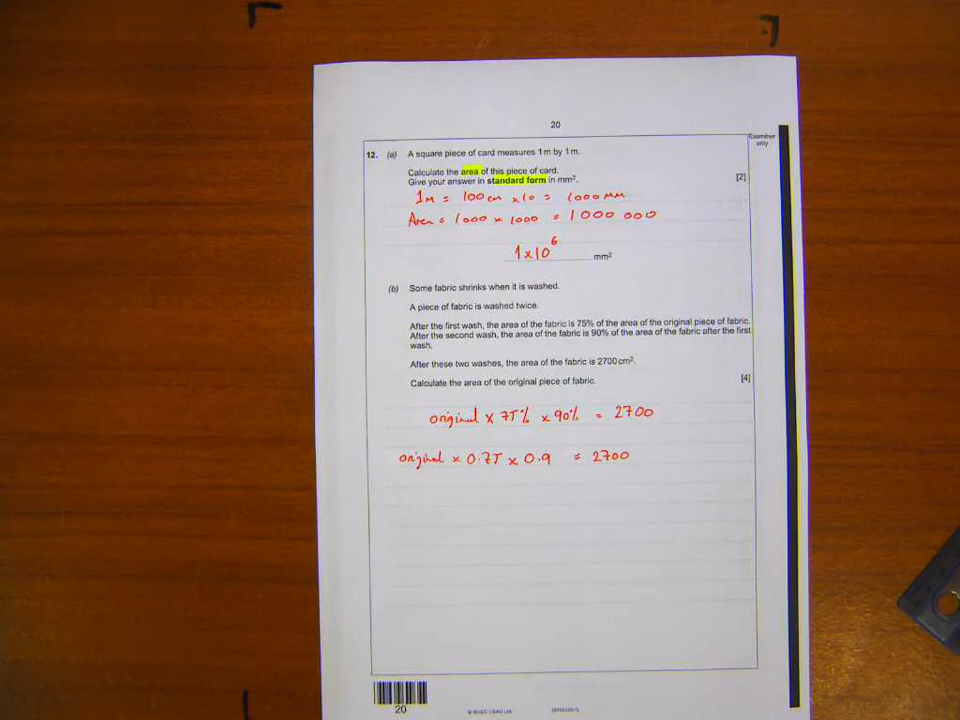 20
Examiner
only
12. (a) A square piece of card measures 1 m by 1 m.
Calculate the area of this piece of card.
Give your answer in standard form in mm².
[2]
1m = 100cm x10 = 1000 mm
Area = 1000 x 1000 = 1000 000
1x10⁶ mm²
(b) Some fabric shrinks when it is washed.
A piece of fabric is washed twice.
After the first wash, the area of the fabric is 75% of the area of the original piece of fabric.
After the second wash, the area of the fabric is 90% of the area of the fabric after the first
wash.
After these two washes, the area of the fabric is 2700 cm².
Calculate the area of the original piece of fabric.
[4]
original x 75% x 90% = 2700
original x 0.75 x 0.9 = 2700
20
© WJEC CBAC Ltd.